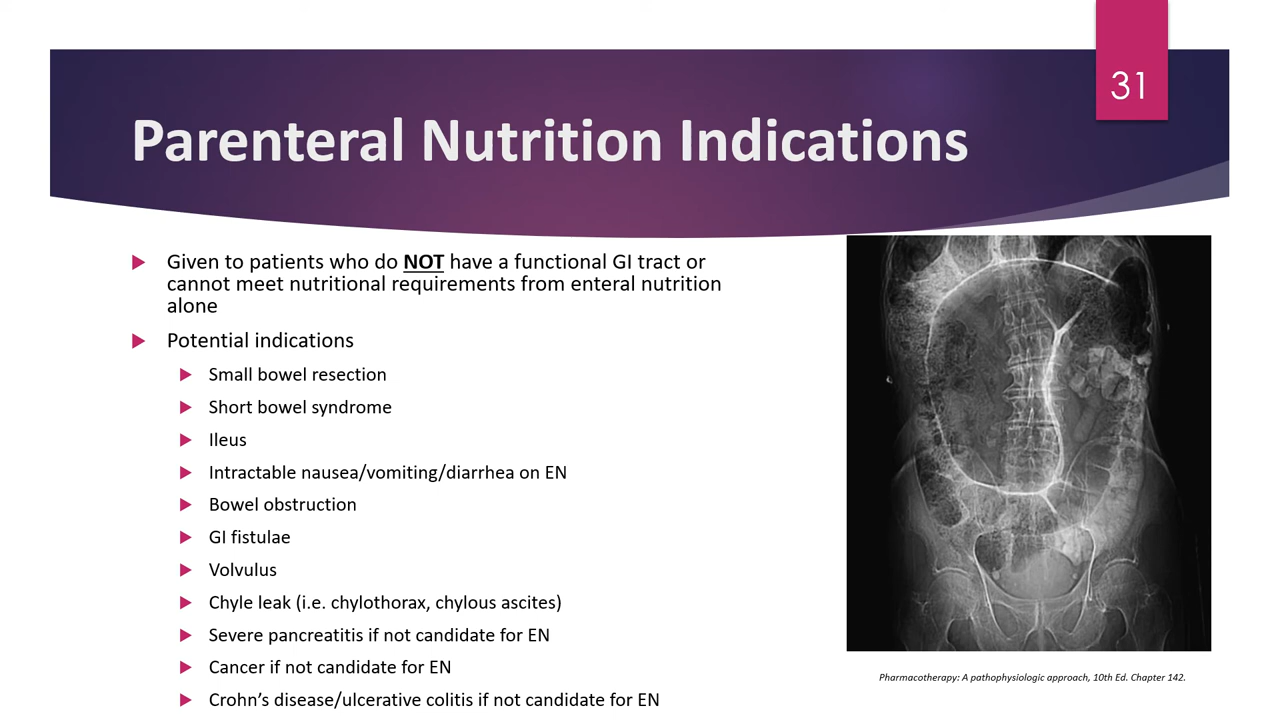 31
Parenteral Nutrition Indications
Given to patients who do NOT have a functional GI tract or
cannot meet nutritional requirements from enteral nutrition
alone
Potential indications
Small bowel resection
Short bowel syndrome
Ileus
Intractable nausea/vomiting/diarrhea on EN
Bowel obstruction
GI fistulae
Volvulus
Chyle leak (i.e. chylothorax, chylous ascites)
Severe pancreatitis if not candidate for EN
Cancer if not candidate for EN
Crohn’s disease/ulcerative colitis if not candidate for EN
Pharmacotherapy: A pathophysiologic approach, 10th Ed. Chapter 142.